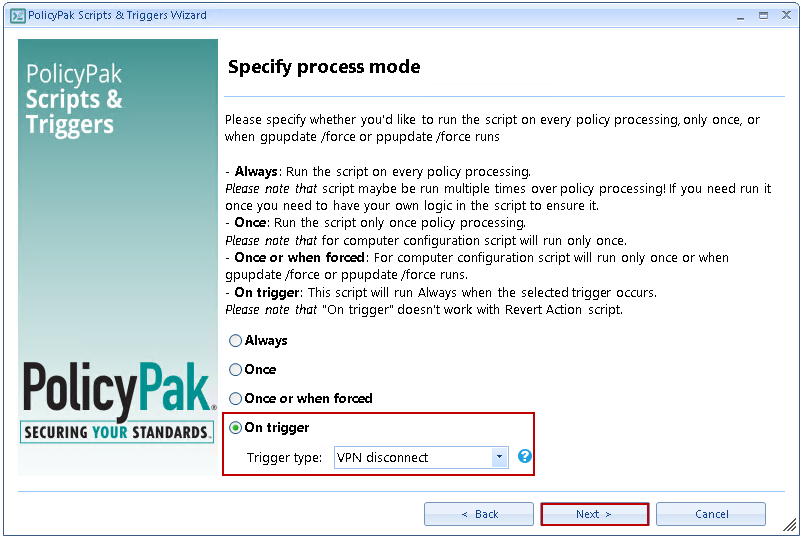 PolicyPak Scripts & Triggers Wizard
PolicyPak
Scripts &
Triggers
Specify process mode
Please specify whether you'd like to run the script on every policy processing, only once, or
when gpupdate /force or ppupdate /force runs
- Always: Run the script on every policy processing.
Please note that script maybe be run multiple times over policy processing! If you need run it
once you need to have your own logic in the script to ensure it.
- Once: Run the script only once policy processing.
Please note that for computer configuration script will run only once.
- Once or when forced: For computer configuration script will run only once or when
gpupdate /force or ppupdate /force runs.
- On trigger: This script will run Always when the selected trigger occurs.
Please note that "On trigger" doesn't work with Revert Action script.
Always
Once
Once or when forced
On trigger
Trigger type: VPN disconnect ?
PolicyPak®
SECURING YOUR STANDARDS™
< Back Next > Cancel